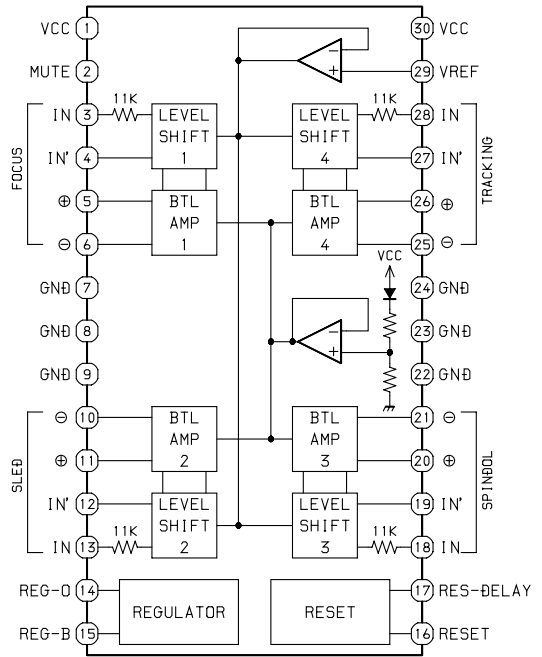 VCC 1 30 VCC
MUTE 2 29 VREF
11K 11K
IN 3 LEVEL SHIFT 1 LEVEL SHIFT 4 28 IN
IN' 4 27 IN'
FOCUS
TRACKING
⊕ 5 BTL AMP 1 BTL AMP 4 26 ⊕
⊖ 6 25 ⊖
VCC
GND 7 24 GND
GND 8 23 GND
GND 9 22 GND
− +
− +
⊖ 10 BTL AMP 2 BTL AMP 3 21 ⊖
⊕ 11 20 ⊕
SLED
SPINDOL
IN' 12 LEVEL SHIFT 2 LEVEL SHIFT 3 19 IN'
11K 11K
IN 13 18 IN
REG-O 14 REGULATOR RESET 17 RES-DELAY
REG-B 15 16 RESET